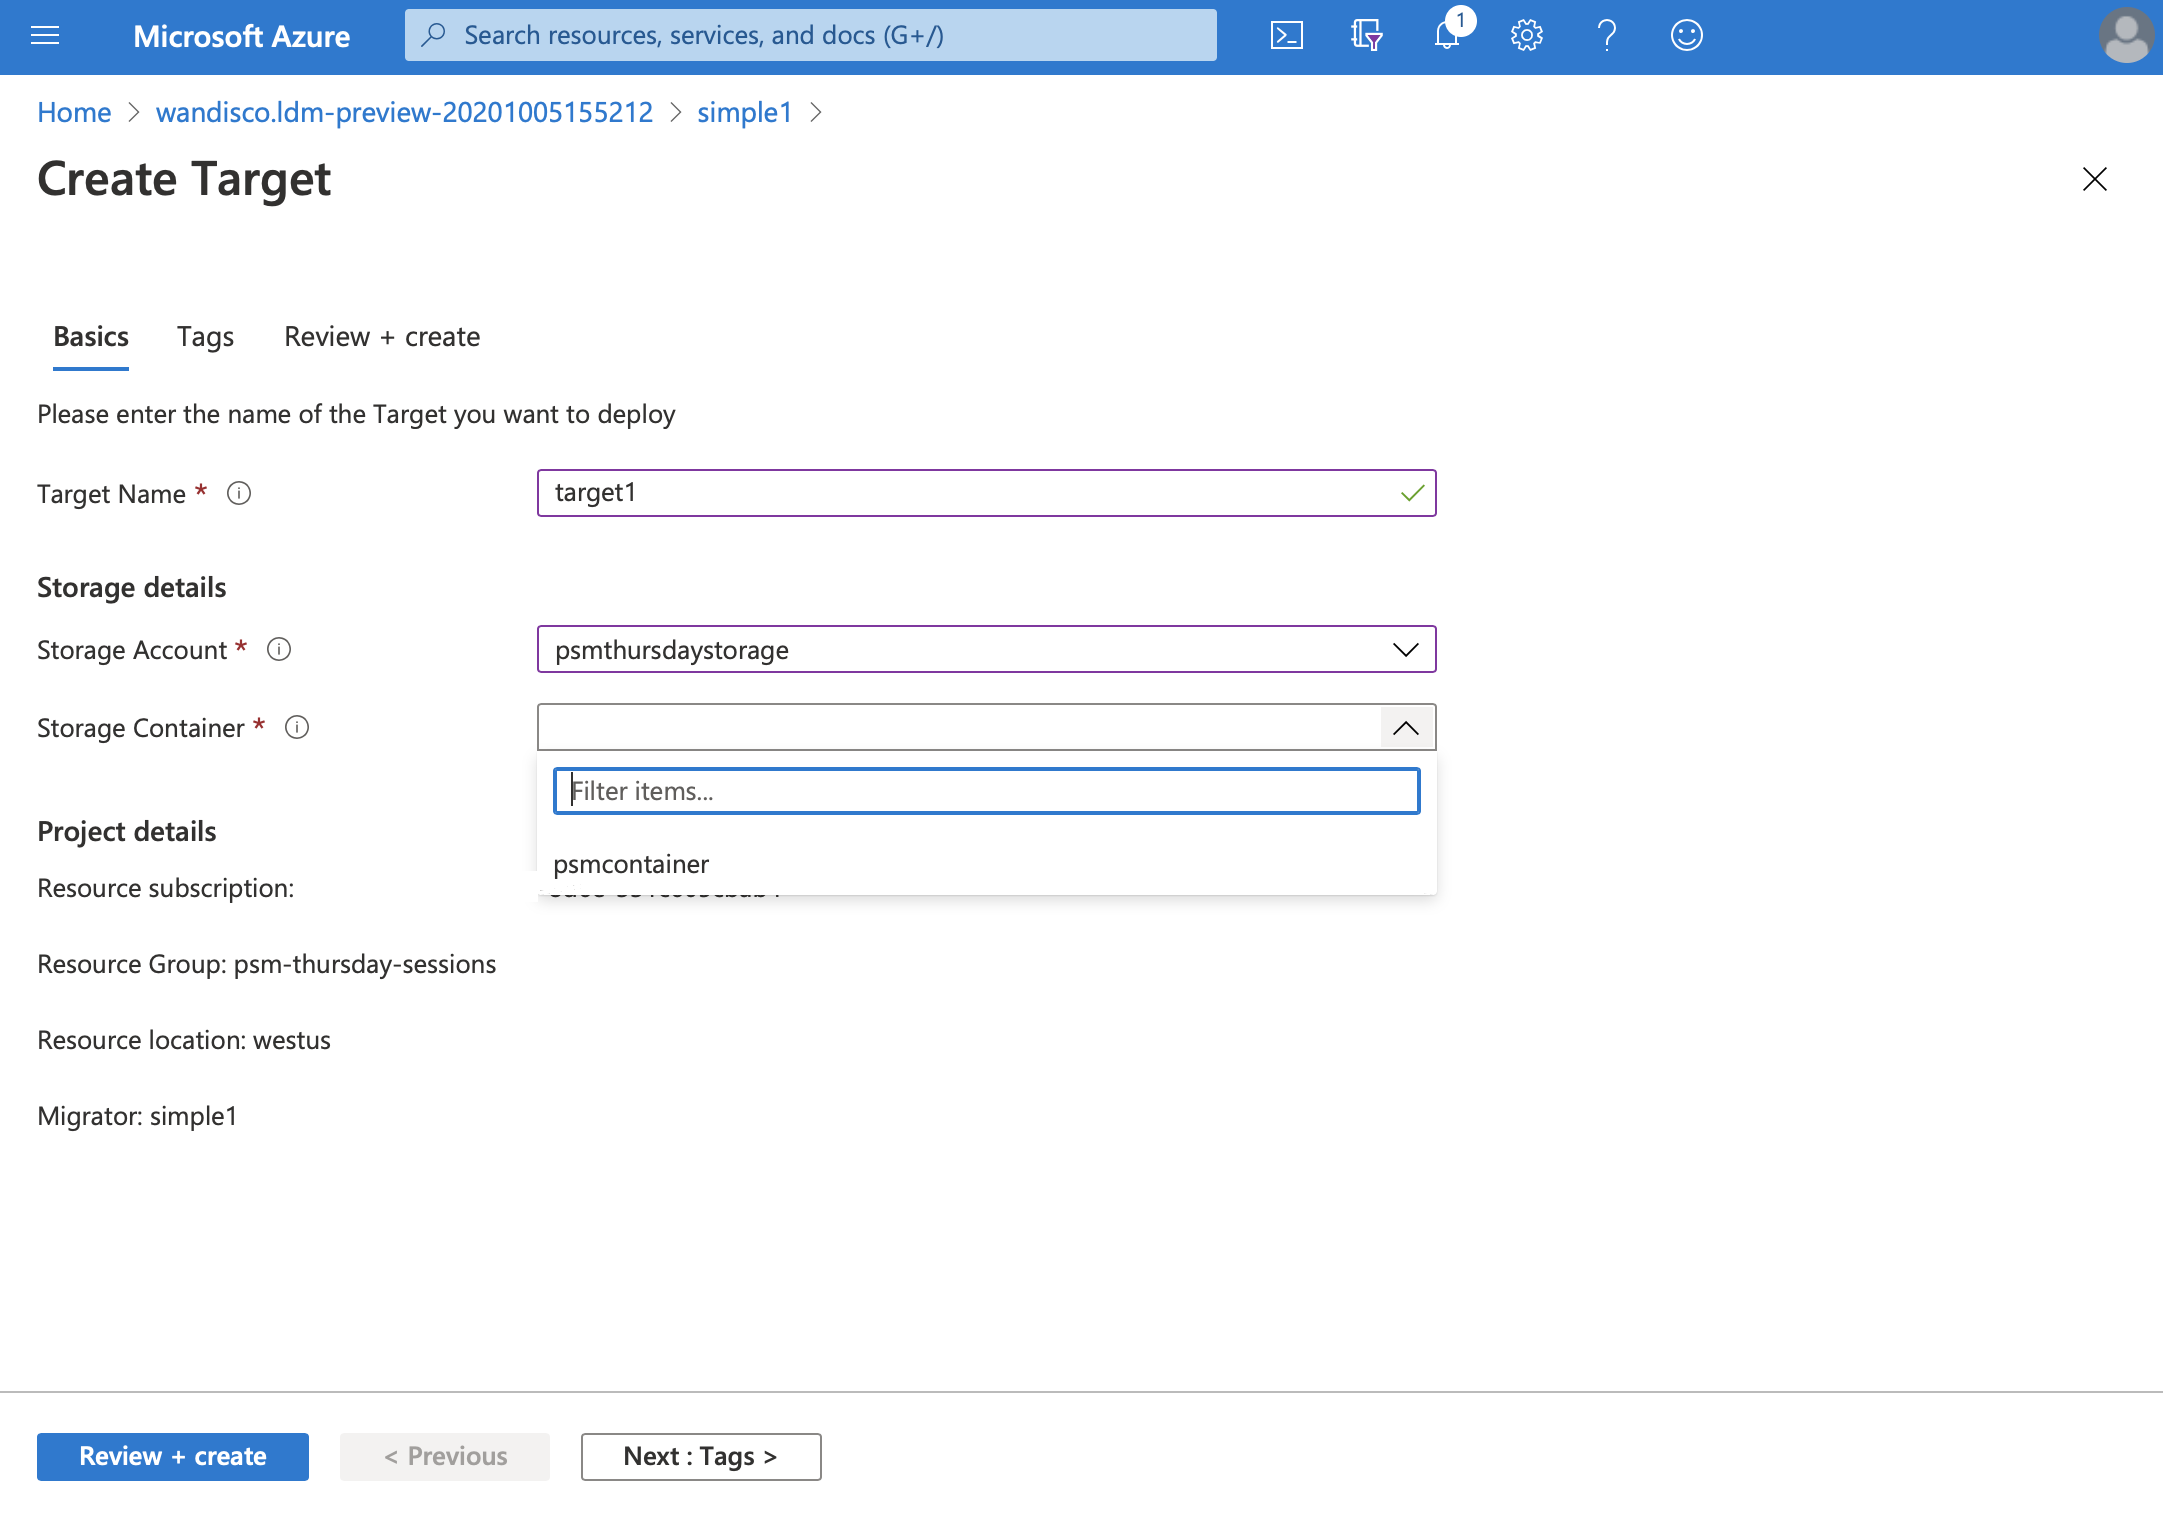 Microsoft Azure
Search resources, services, and docs (G+/)
1
Home > wandisco.ldm-preview-20201005155212 > simple1 >
Create Target
Basics Tags Review + create
Please enter the name of the Target you want to deploy
Target Name * target1
Storage details
Storage Account * psmthursdaystorage
Storage Container *
Filter items...
psmcontainer
Project details
Resource subscription:
Resource Group: psm-thursday-sessions
Resource location: westus
Migrator: simple1
Review + create < Previous Next : Tags >